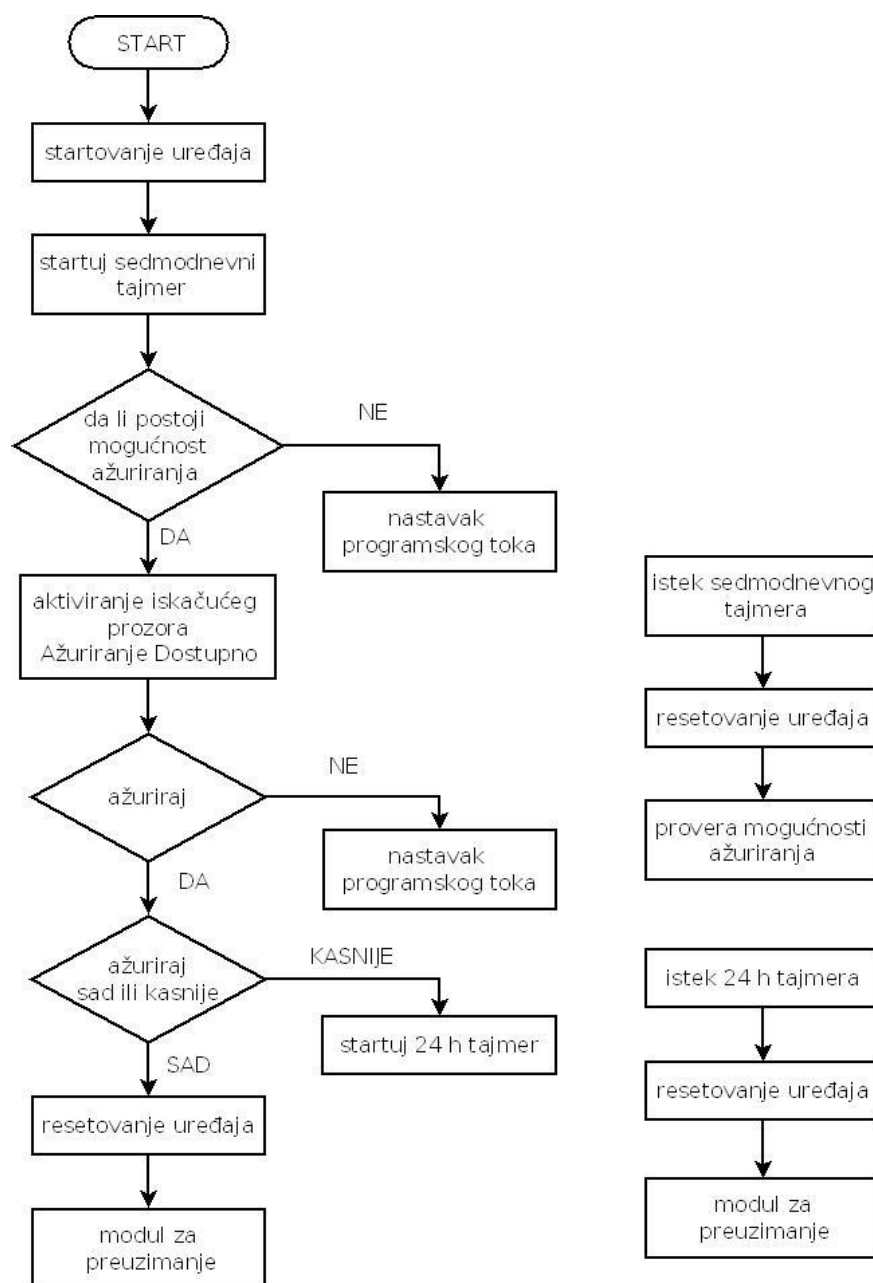 START
startovanje uređaja
startuj sedmodnevni
tajmer
da li postoji
mogućnost
ažuriranja
NE
nastavak
programskog toka
DA
aktiviranje iskačućeg
prozora
Ažuriranje Dostupno
ažuriraj
NE
nastavak
programskog toka
DA
ažuriraj
sad ili kasnije
KASNIJE
startuj 24 h tajmer
SAD
resetovanje uređaja
modul za
preuzimanje
istek sedmodnevnog
tajmera
resetovanje uređaja
provera mogućnosti
ažuriranja
istek 24 h tajmera
resetovanje uređaja
modul za
preuzimanje